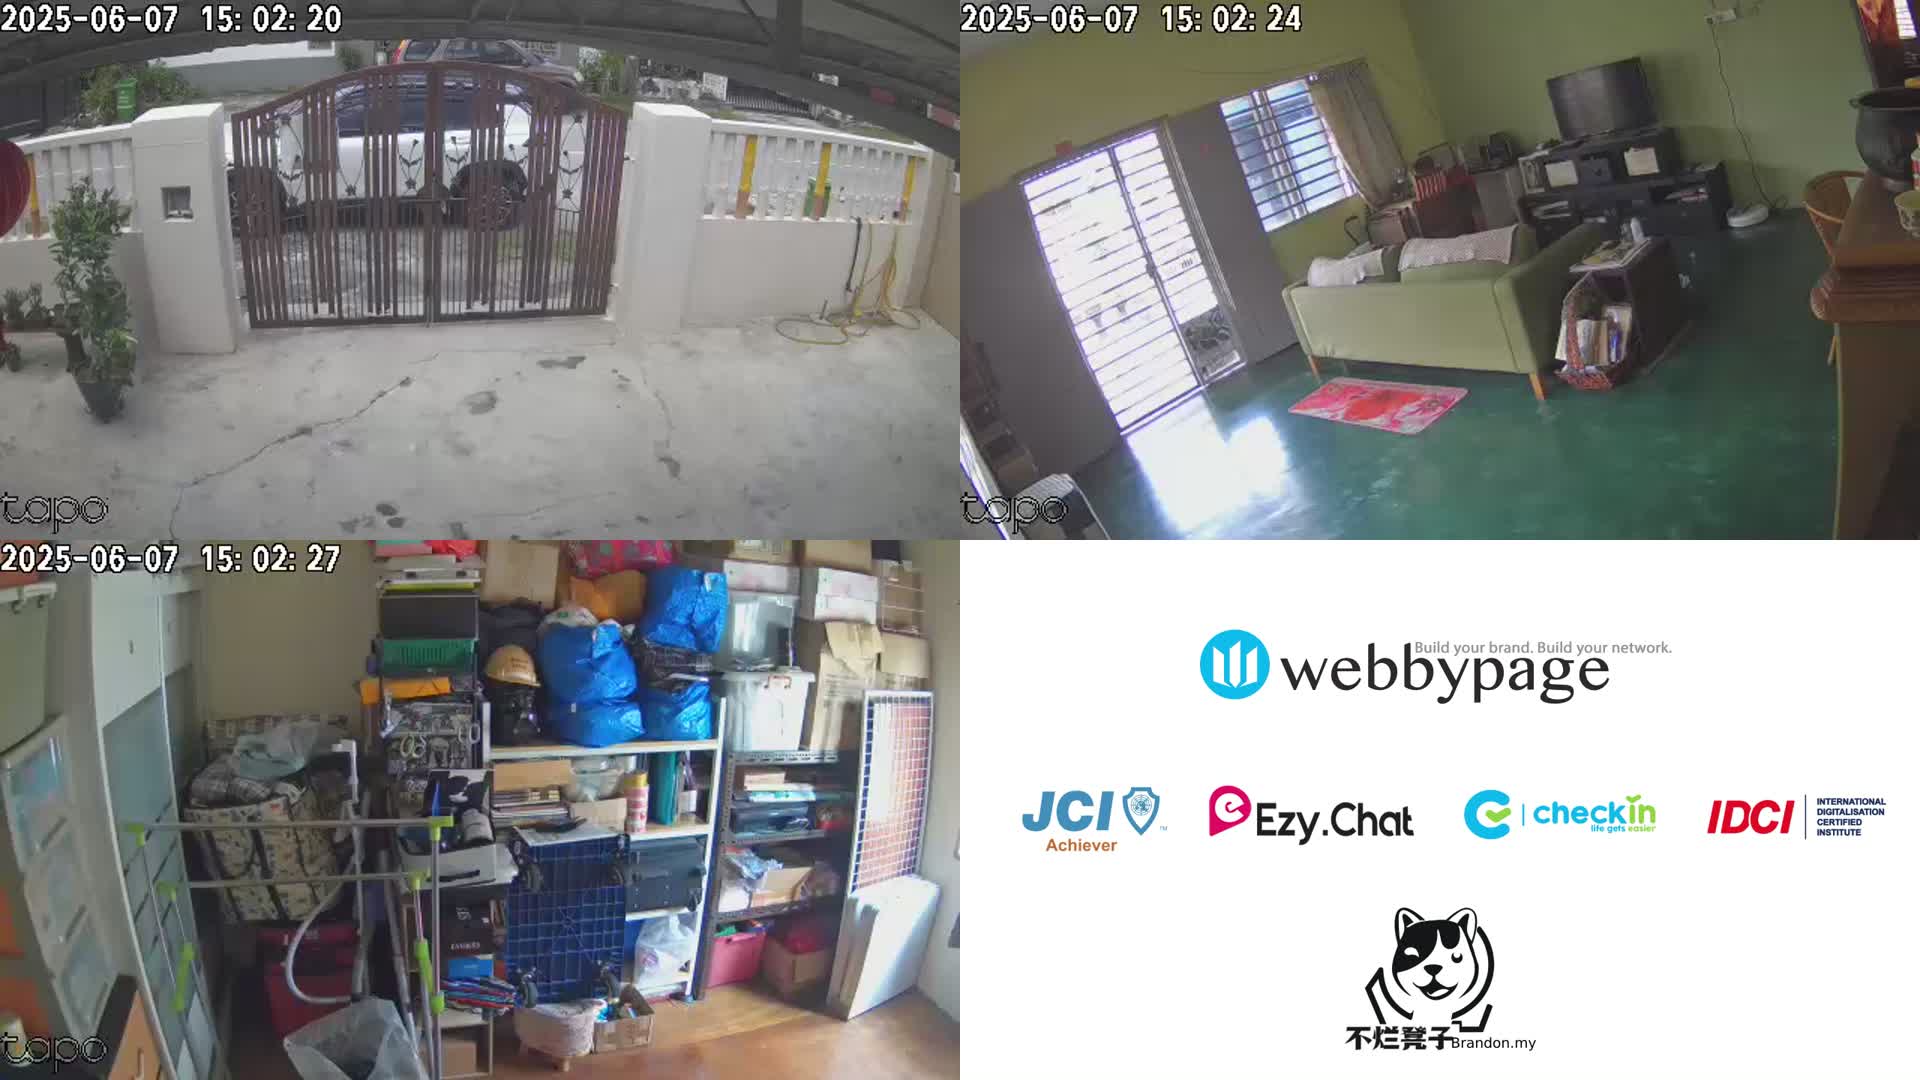 2025-06-07 15:02:20
tapo
2025-06-07 15:02:24
tapo
2025-06-07 15:02:27
tapo
Build your brand. Build your network.
webbypage
JCI
TM
Achiever
Ezy.Chat
checkin
life gets easier
IDCI
INTERNATIONAL
DIGITALISATION
CERTIFIED
INSTITUTE
不烂凳子
Brandon.my